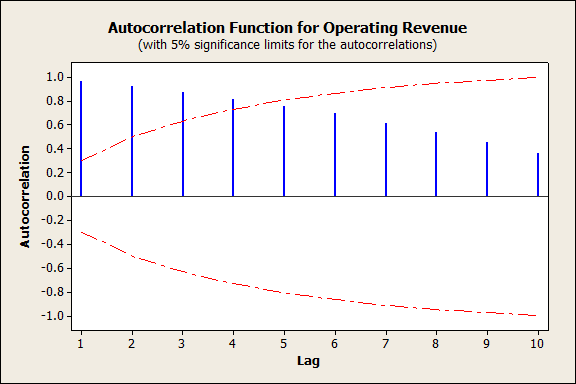 Autocorrelation Function for Operating Revenue
(with 5% significance limits for the autocorrelations)
1.0
0.8
0.6
0.4
0.2
0.0
-0.2
-0.4
-0.6
-0.8
-1.0
Autocorrelation
1 2 3 4 5 6 7 8 9 10
Lag